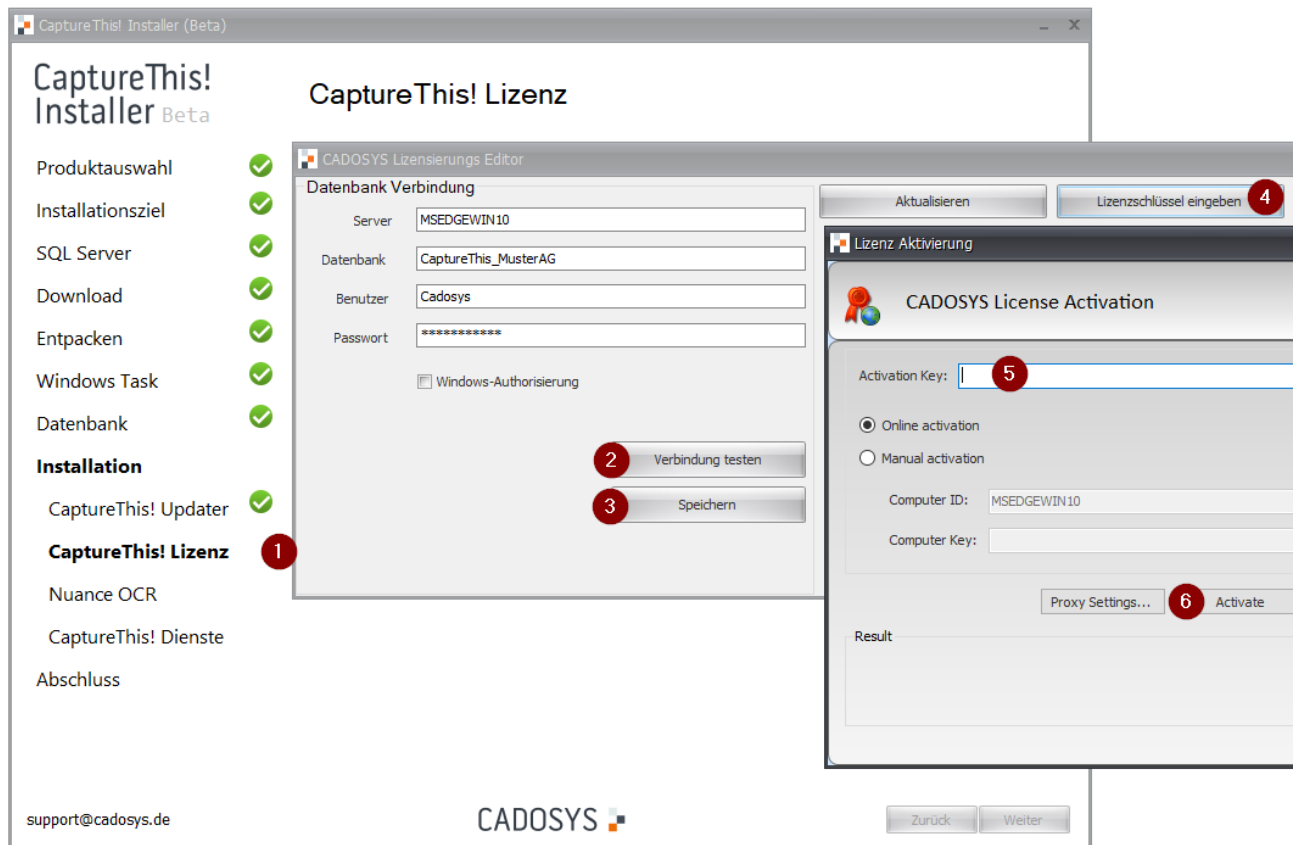 CaptureThis! Installer (Beta)
CaptureThis!
Installer Beta
CaptureThis! Lizenz
Produktauswahl
Installationsziel
SQL Server
Download
Entpacken
Windows Task
Datenbank
Installation
CaptureThis! Updater
CaptureThis! Lizenz
1
Nuance OCR
CaptureThis! Dienste
Abschluss
CADOSYS Lizensierungs Editor
Datenbank Verbindung
Server
MSEDGEWIN10
Datenbank
CaptureThis_MusterAG
Benutzer
Cadosys
Passwort
***********
Windows-Authorisierung
2 Verbindung testen
3 Speichern
Aktualisieren
Lizenzschlüssel eingeben 4
Lizenz Aktivierung
CADOSYS License Activation
Activation Key: 5
Online activation
Manual activation
Computer ID: MSEDGEWIN10
Computer Key:
Proxy Settings... 6 Activate
Result
support@cadosys.de
CADOSYS
Zurück Weiter